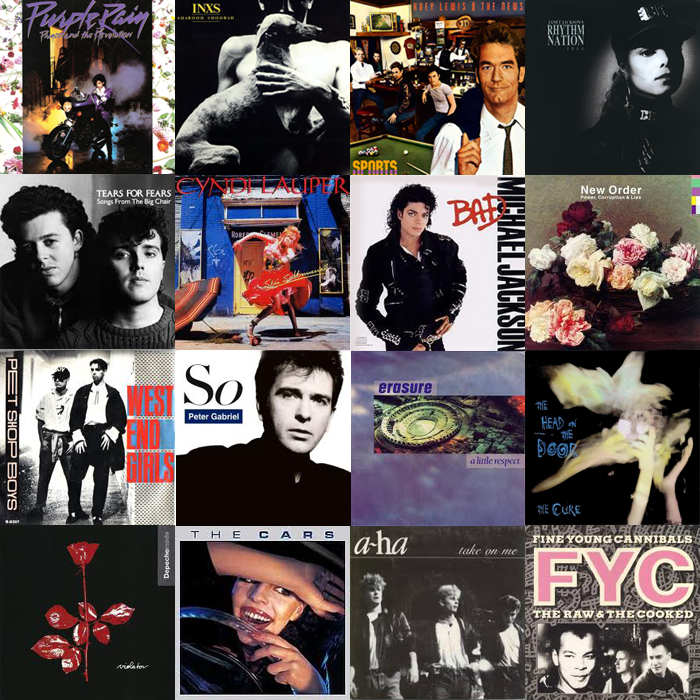 Purple Rain
Prince and the Revolution
INXS
SHABOOH SHOOBAH
HUEY LEWIS & THE NEWS
SPORTS
JANET JACKSON'S
RHYTHM
NATION
1814
TEARS FOR FEARS
Songs From The Big Chair
CYNDI LAUPER
She's So Unusual
BAD
MICHAEL JACKSON
New Order
Power, Corruption & Lies
PET SHOP BOYS
WEST
END
GIRLS
So
Peter Gabriel
erasure
a little respect
THE
HEAD ON
THE
DOOR
THE CURE
DepecheMode
violator
THE CARS
a-ha
take on me
FINE YOUNG CANNIBALS
FYC
THE RAW & THE COOKED